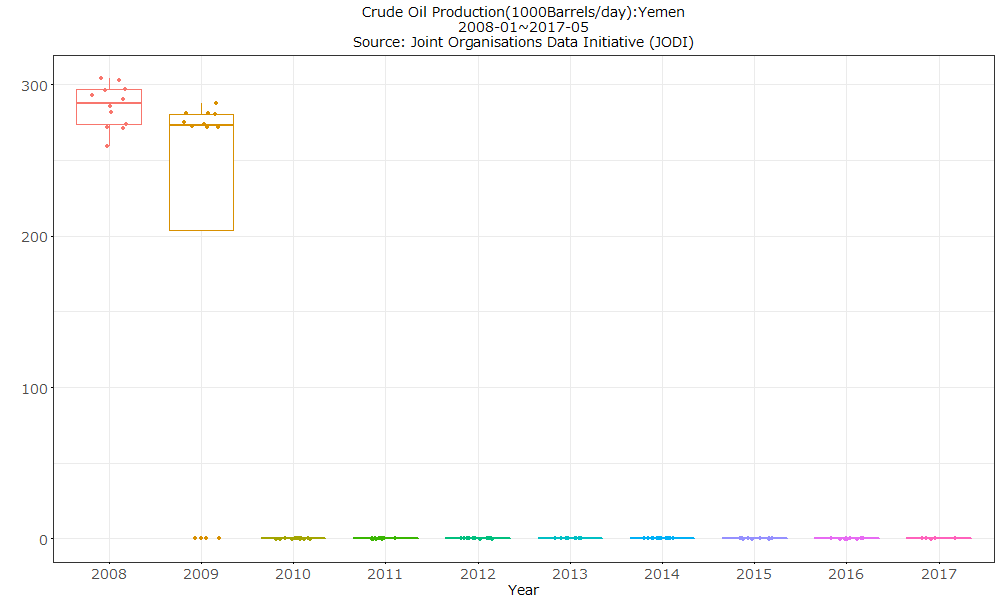 Crude Oil Production(1000Barrels/day):Yemen
2008-01~2017-05
Source: Joint Organisations Data Initiative (JODI)
300
200
100
0
2008 2009 2010 2011 2012 2013 2014 2015 2016 2017
Year